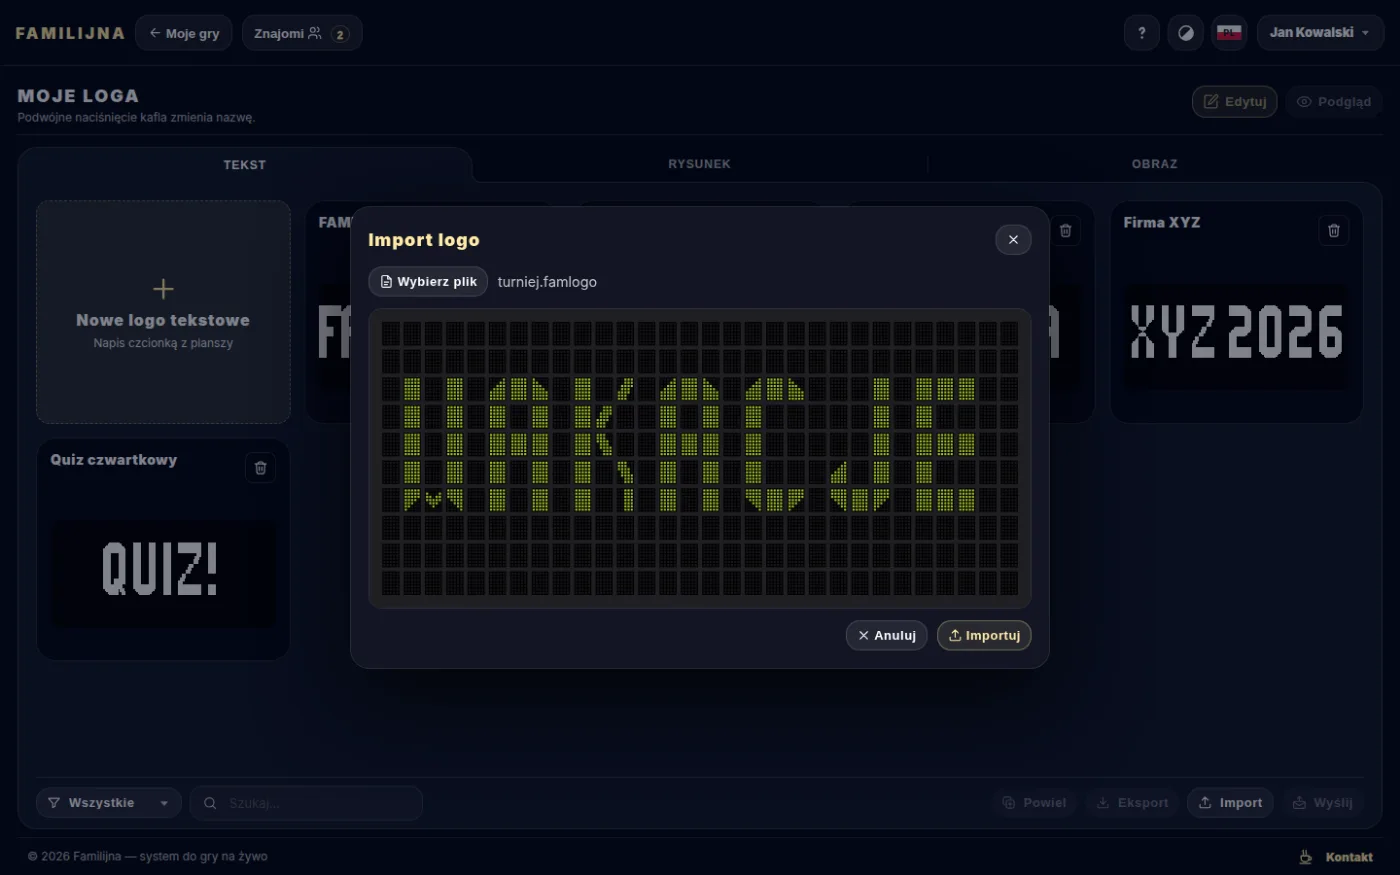 FAMILIJNA
Moje gry
Znajomi 2
?
PL
Jan Kowalski
MOJE LOGA
Podwójne naciśnięcie kafla zmienia nazwę.
Edytuj
Podgląd
TEKST
RYSUNEK
OBRAZ
Nowe logo tekstowe
Napis czcionką z planszy
Firma XYZ
XYZ 2026
Quiz czwartkowy
QUIZ!
Import logo
Wybierz plik
turniej.famlogo
WAKACJE
Anuluj
Importuj
Wszystkie
Szukaj...
Powiel
Eksport
Import
Wyślij
© 2026 Familijna — system do gry na żywo
Kontakt